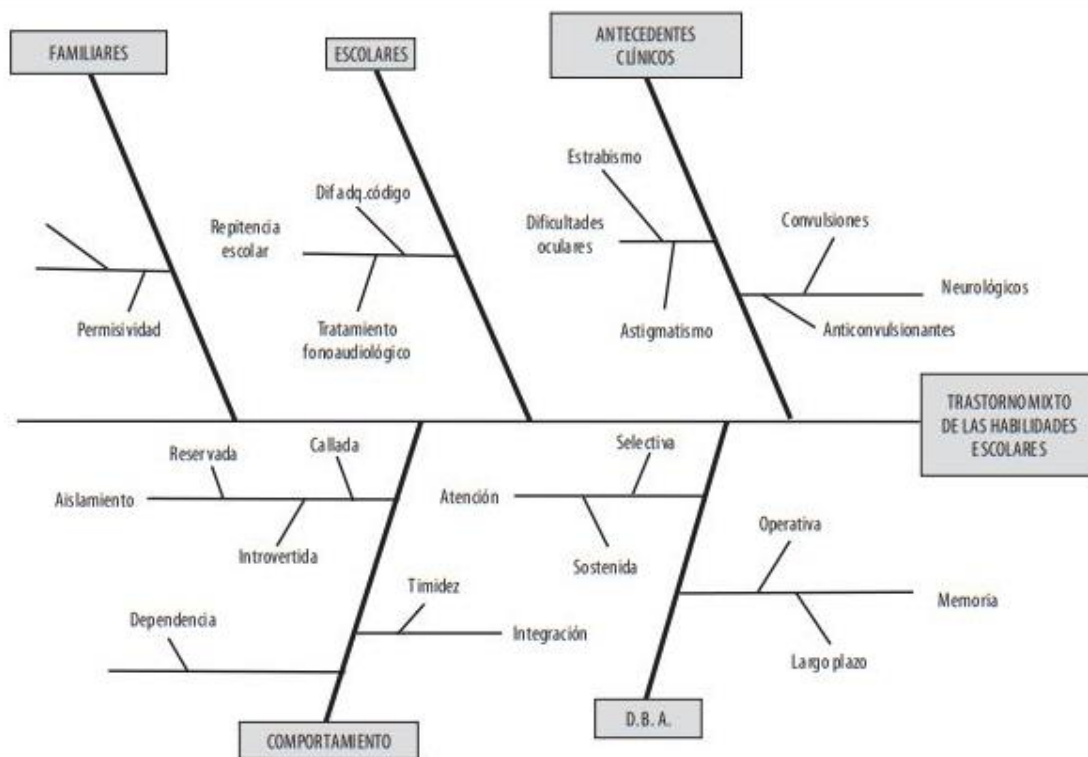 FAMILIARES
ESCOLARES
ANTECEDENTES
CLÍNICOS
Estrabismo
Dif adq.código
Repitencia
escolar
Dificultades
oculares
Convulsiones
Neurológicos
Permisividad
Tratamiento
fonoaudiológico
Astigmatismo
Anticonvulsionantes
TRASTORNO MIXTO
DE LAS HABILIDADES
ESCOLARES
Reservada
Callada
Selectiva
Aislamiento
Atención
Introvertida
Sostenida
Operativa
Timidez
Memoria
Dependencia
Integración
Largo plazo
D. B. A.
COMPORTAMIENTO